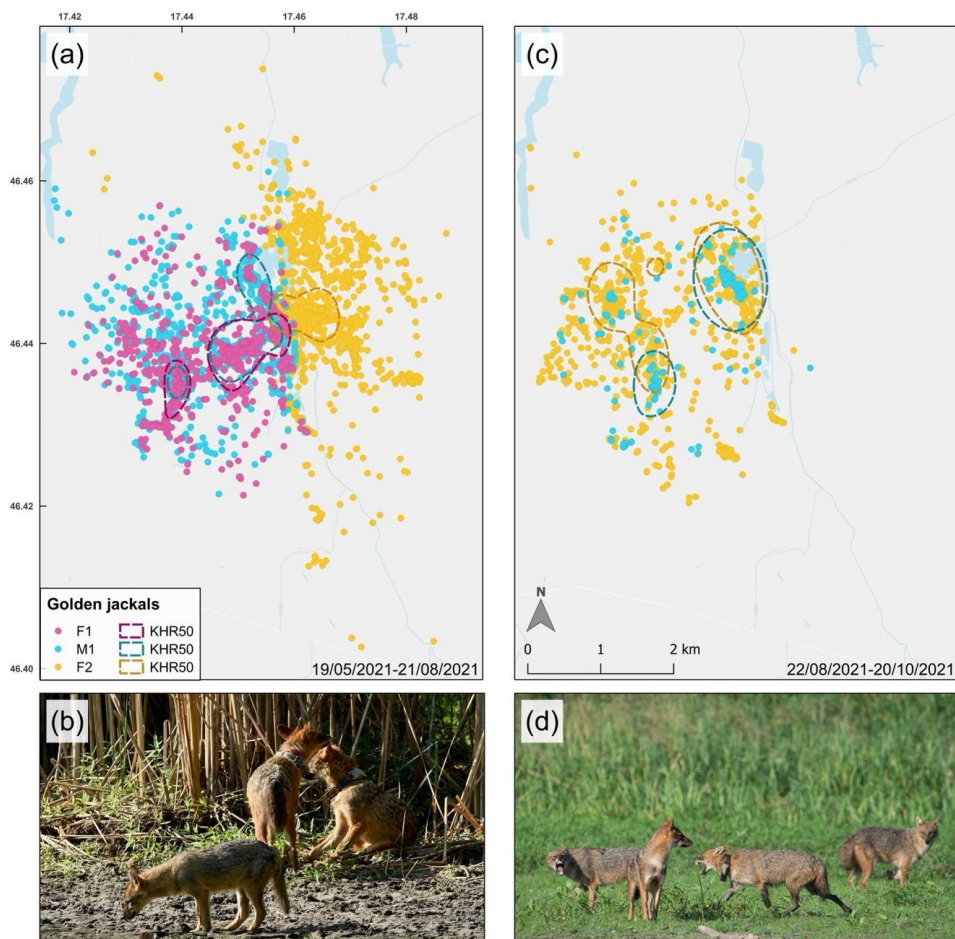 17.42 17.44 17.46 17.48
(a)
(c)
46.46
46.44
46.42
46.40
Golden jackals
F1 KHR50
M1 KHR50
F2 KHR50
19/05/2021-21/08/2021
N
0 1 2 km
22/08/2021-20/10/2021
(b)
(d)